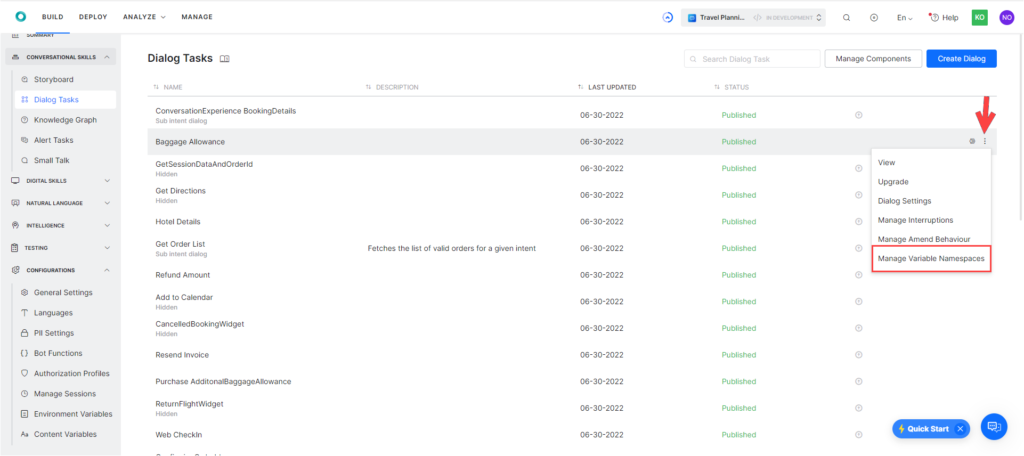 BUILD DEPLOY ANALYZE MANAGE
Travel Planni... IN DEVELOPMENT
En
Help
KO
NO
SUMMARY
CONVERSATIONAL SKILLS
Storyboard
Dialog Tasks
Knowledge Graph
Alert Tasks
Small Talk
DIGITAL SKILLS
NATURAL LANGUAGE
INTELLIGENCE
TESTING
CONFIGURATIONS
General Settings
Languages
PII Settings
Bot Functions
Authorization Profiles
Manage Sessions
Environment Variables
Aa Content Variables
Dialog Tasks
Search Dialog Task
Manage Components
Create Dialog
NAME DESCRIPTION LAST UPDATED STATUS
ConversationExperience BookingDetails 06-30-2022 Published
Sub intent dialog
Baggage Allowance 06-30-2022 Published
GetSessionDataAndOrderId 06-30-2022 Published
Hidden
Get Directions 06-30-2022 Published
Hidden
Hotel Details 06-30-2022 Published
Get Order List Fetches the list of valid orders for a given intent 06-30-2022 Published
Sub intent dialog
Refund Amount 06-30-2022 Published
Add to Calendar 06-30-2022 Published
Hidden
CancelledBookingWidget 06-30-2022 Published
Hidden
Resend Invoice 06-30-2022 Published
Purchase AdditonalBaggageAllowance 06-30-2022 Published
ReturnFlightWidget 06-30-2022 Published
Hidden
Web CheckIn 06-30-2022 Published
View
Upgrade
Dialog Settings
Manage Interruptions
Manage Amend Behaviour
Manage Variable Namespaces
Quick Start